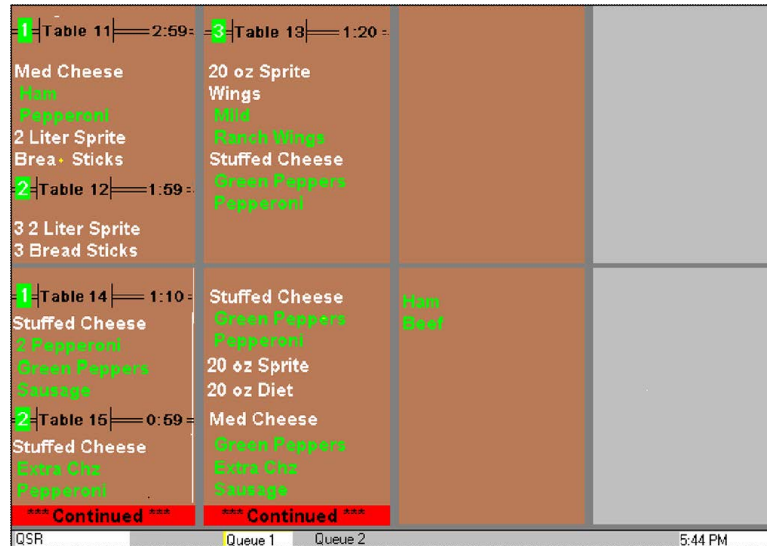 1 Table 11 2:59
Med Cheese
Ham
Pepperoni
2 Liter Sprite
Brea Sticks
2 Table 12 1:59
3 2 Liter Sprite
3 Bread Sticks
3 Table 13 1:20
20 oz Sprite
Wings
Mild
Ranch Wings
Stuffed Cheese
Green Peppers
Pepperoni
1 Table 14 1:10
Stuffed Cheese
2 Pepperoni
Green Peppers
Sausage
2 Table 15 0:59
Stuffed Cheese
Extra Chz
Pepperoni
*** Continued ***
Stuffed Cheese
Green Peppers
Pepperoni
20 oz Sprite
20 oz Diet
Med Cheese
Green Peppers
Extra Chz
Sausage
*** Continued ***
Ham
Beef
QSR Queue 1 Queue 2 5:44 PM